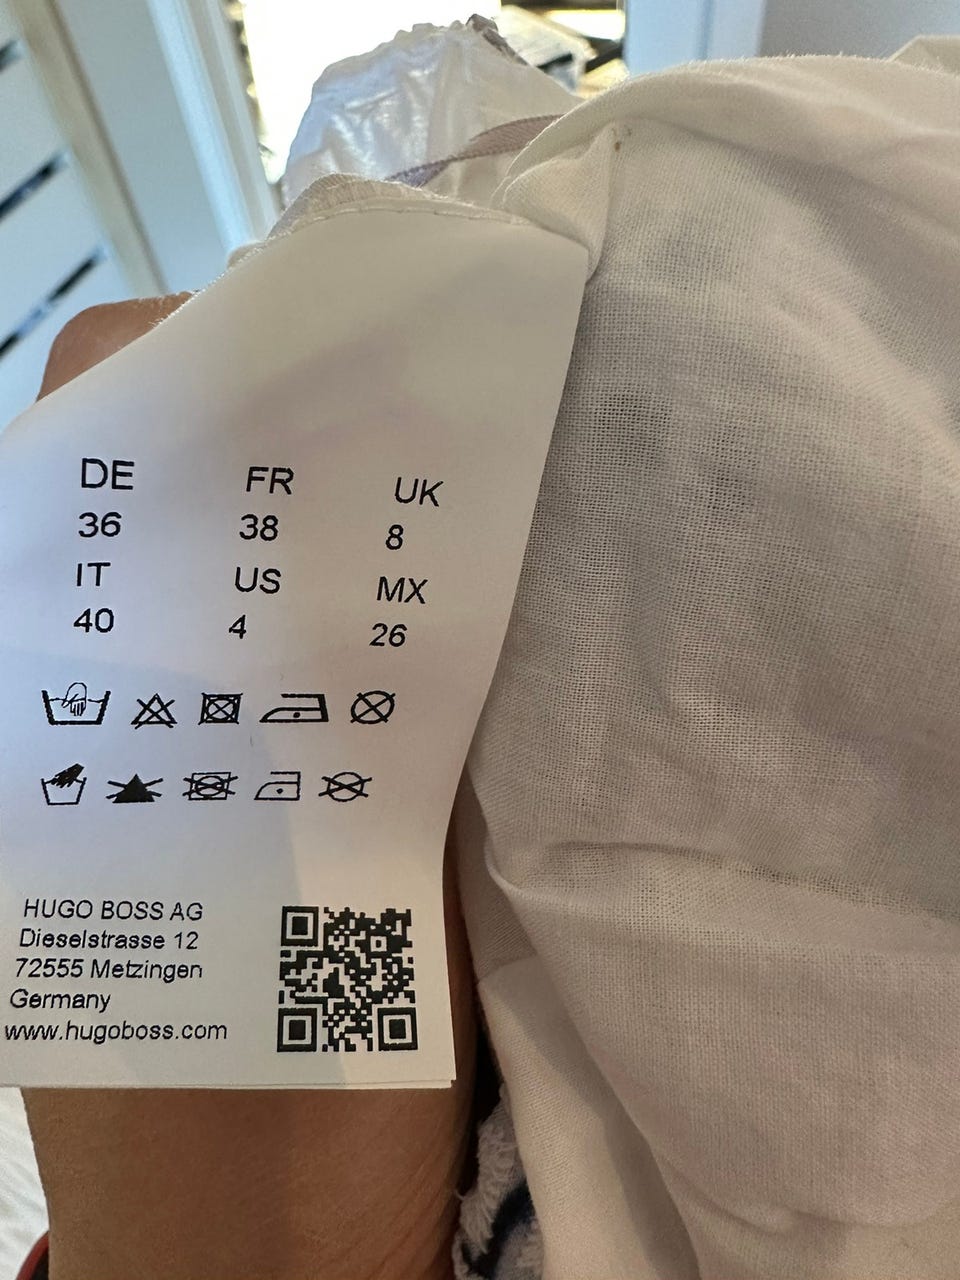 DE FR UK
36 38 8
IT US MX
40 4 26
HUGO BOSS AG
Dieselstrasse 12
72555 Metzingen
Germany
www.hugoboss.com